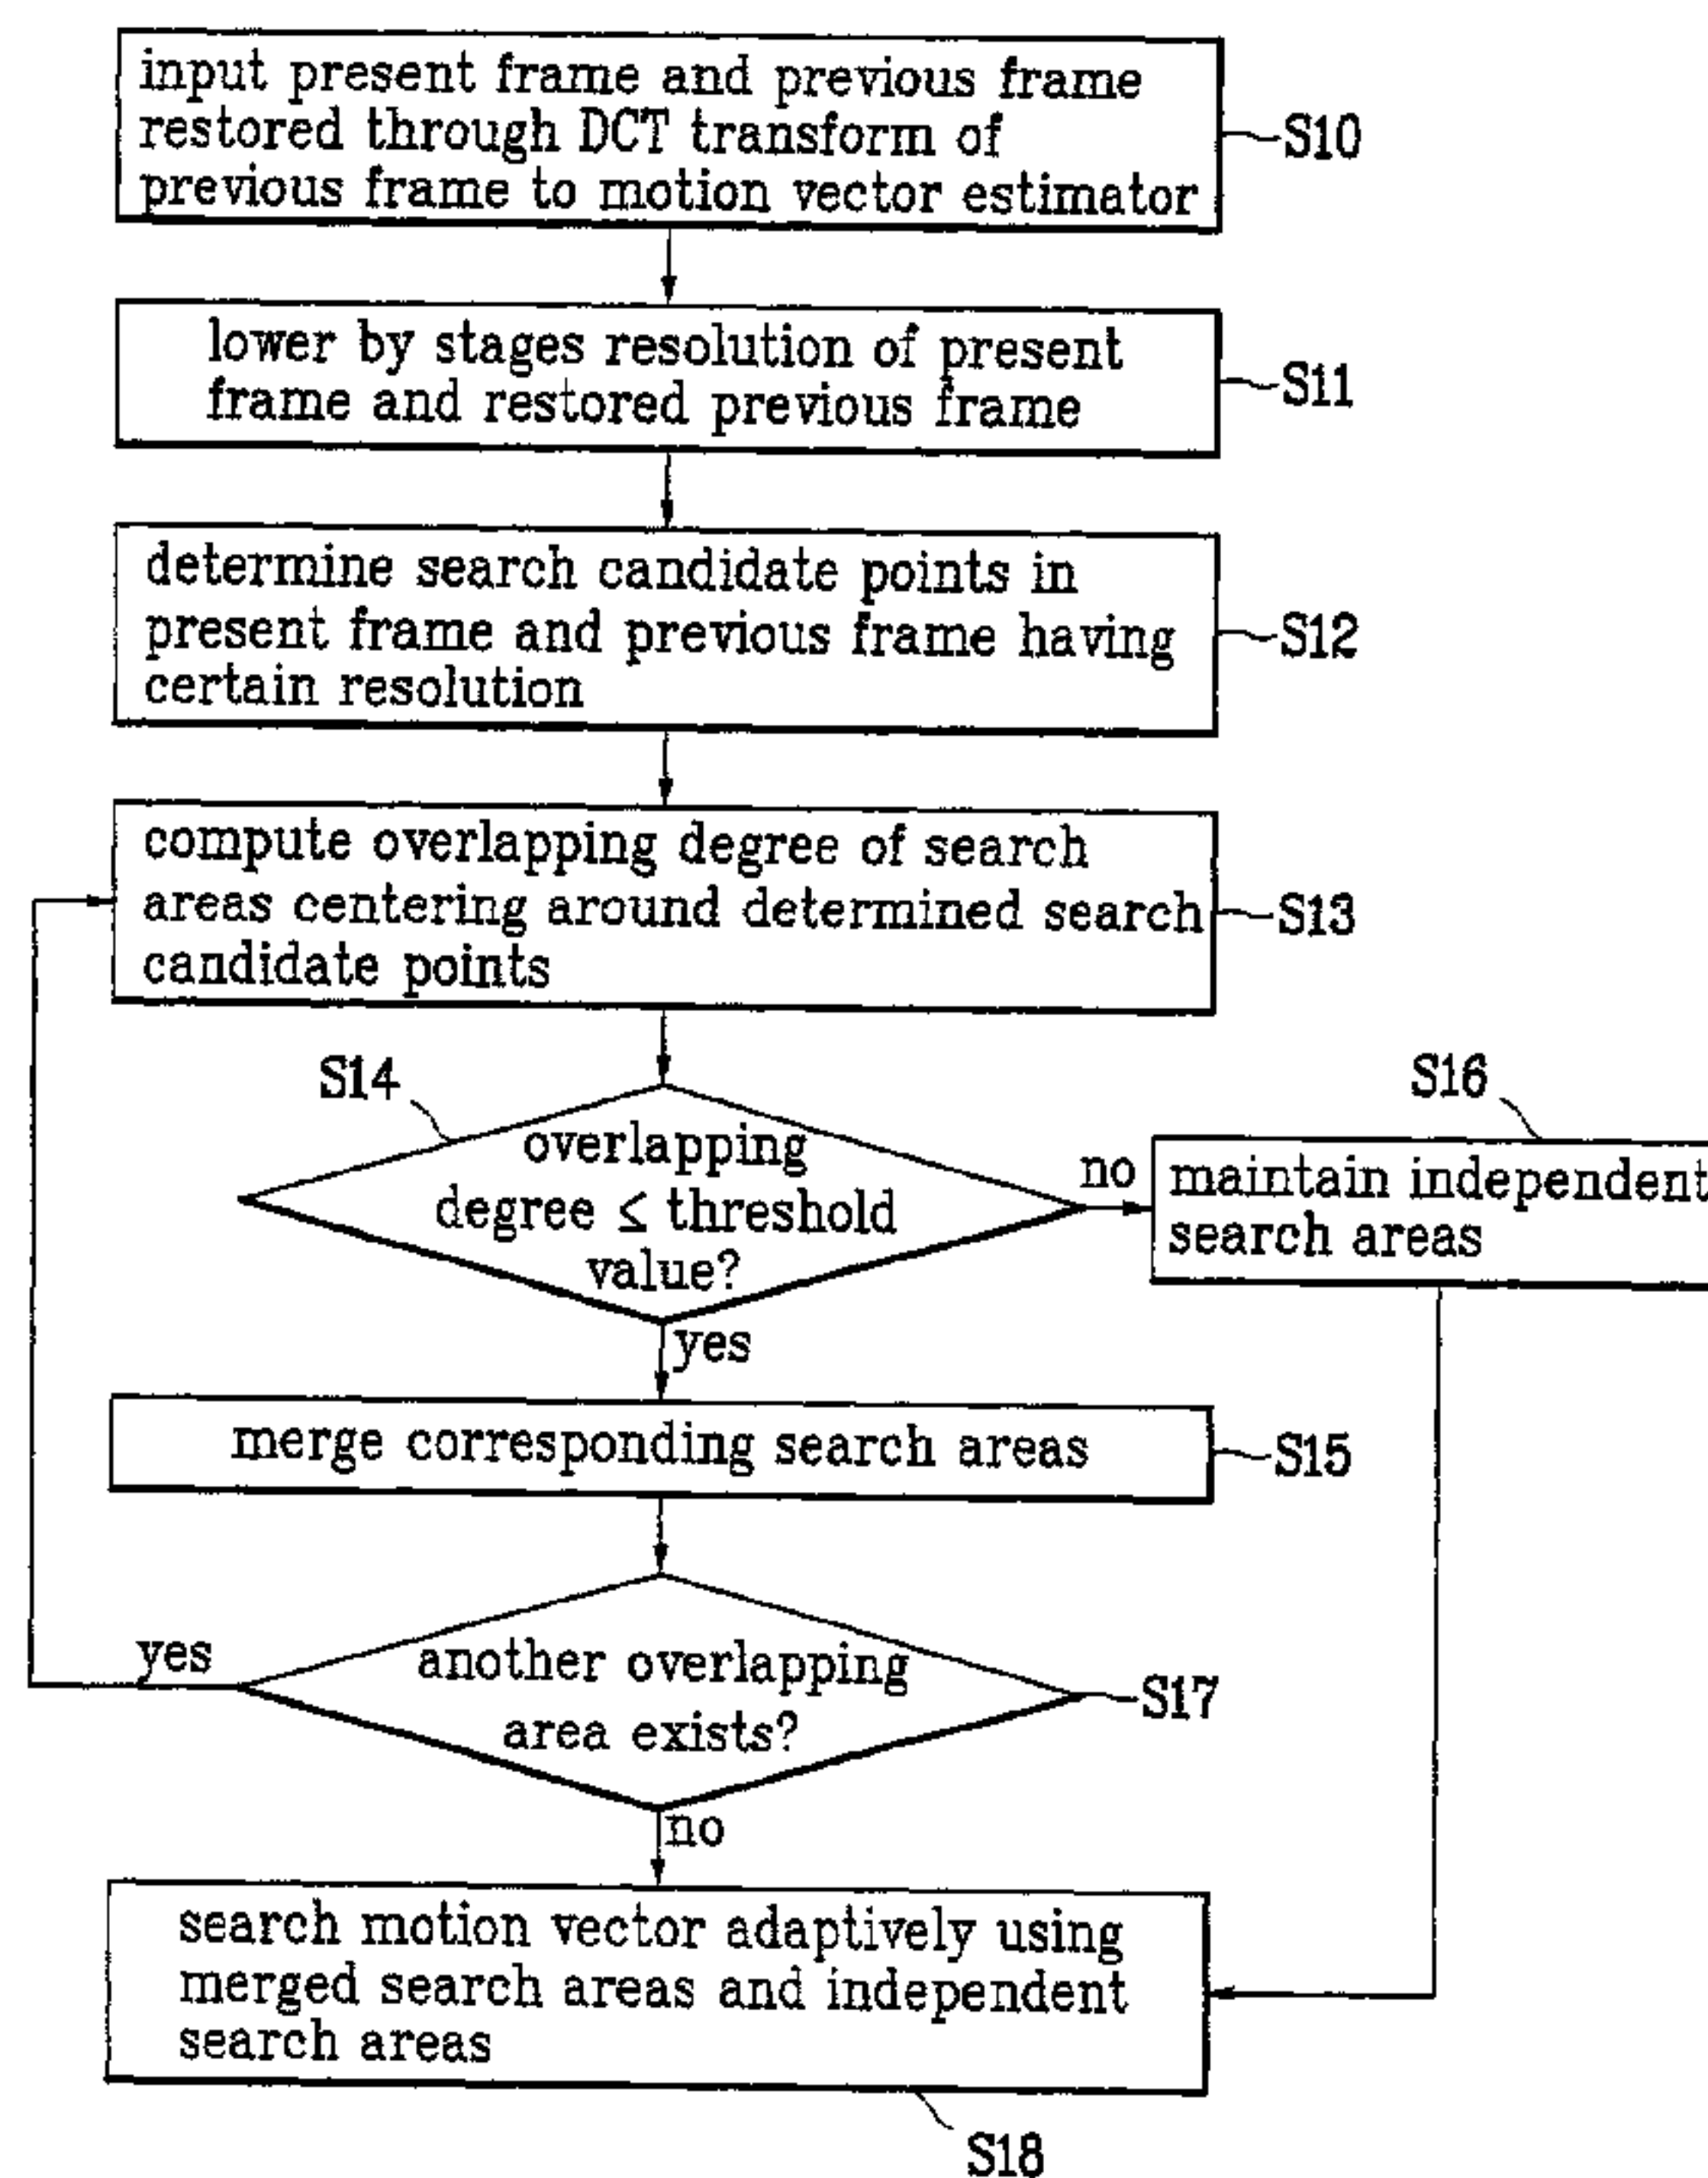 input present frame and previous frame
restored through DCT transform of
previous frame to motion vector estimator
S10
lower by stages resolution of present
frame and restored previous frame
S11
determine search candidate points in
present frame and previous frame having
certain resolution
S12
compute overlapping degree of search
areas centering around determined search
candidate points
S13
S14
overlapping
degree ≤ threshold
value?
no
S16
maintain independent
search areas
yes
merge corresponding search areas
S15
yes
another overlapping
area exists?
S17
no
search motion vector adaptively using
merged search areas and independent
search areas
S18